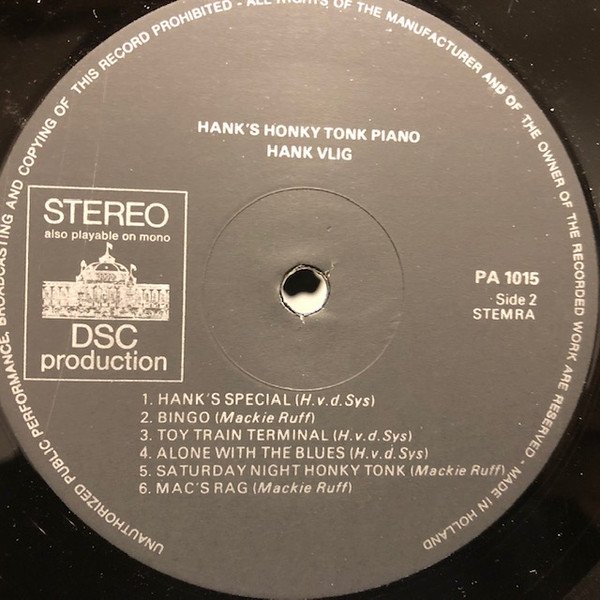 UNAUTHORIZED PUBLIC PERFORMANCE, BROADCASTING AND COPYING OF THIS RECORD PROHIBITED - ALL RIGHTS OF THE MANUFACTURER AND OF THE OWNER OF THE RECORDED WORK ARE RESERVED - MADE IN HOLLAND
HANK'S HONKY TONK PIANO
HANK VLIG
STEREO
also playable on mono
DSC
production
PA 1015
Side 2
STEMRA
1. HANK'S SPECIAL (H.v.d.Sys)
2. BINGO (Mackie Ruff)
3. TOY TRAIN TERMINAL (H.v.d.Sys)
4. ALONE WITH THE BLUES (H.v.d.Sys)
5. SATURDAY NIGHT HONKY TONK (Mackie Ruff)
6. MAC'S RAG (Mackie Ruff)